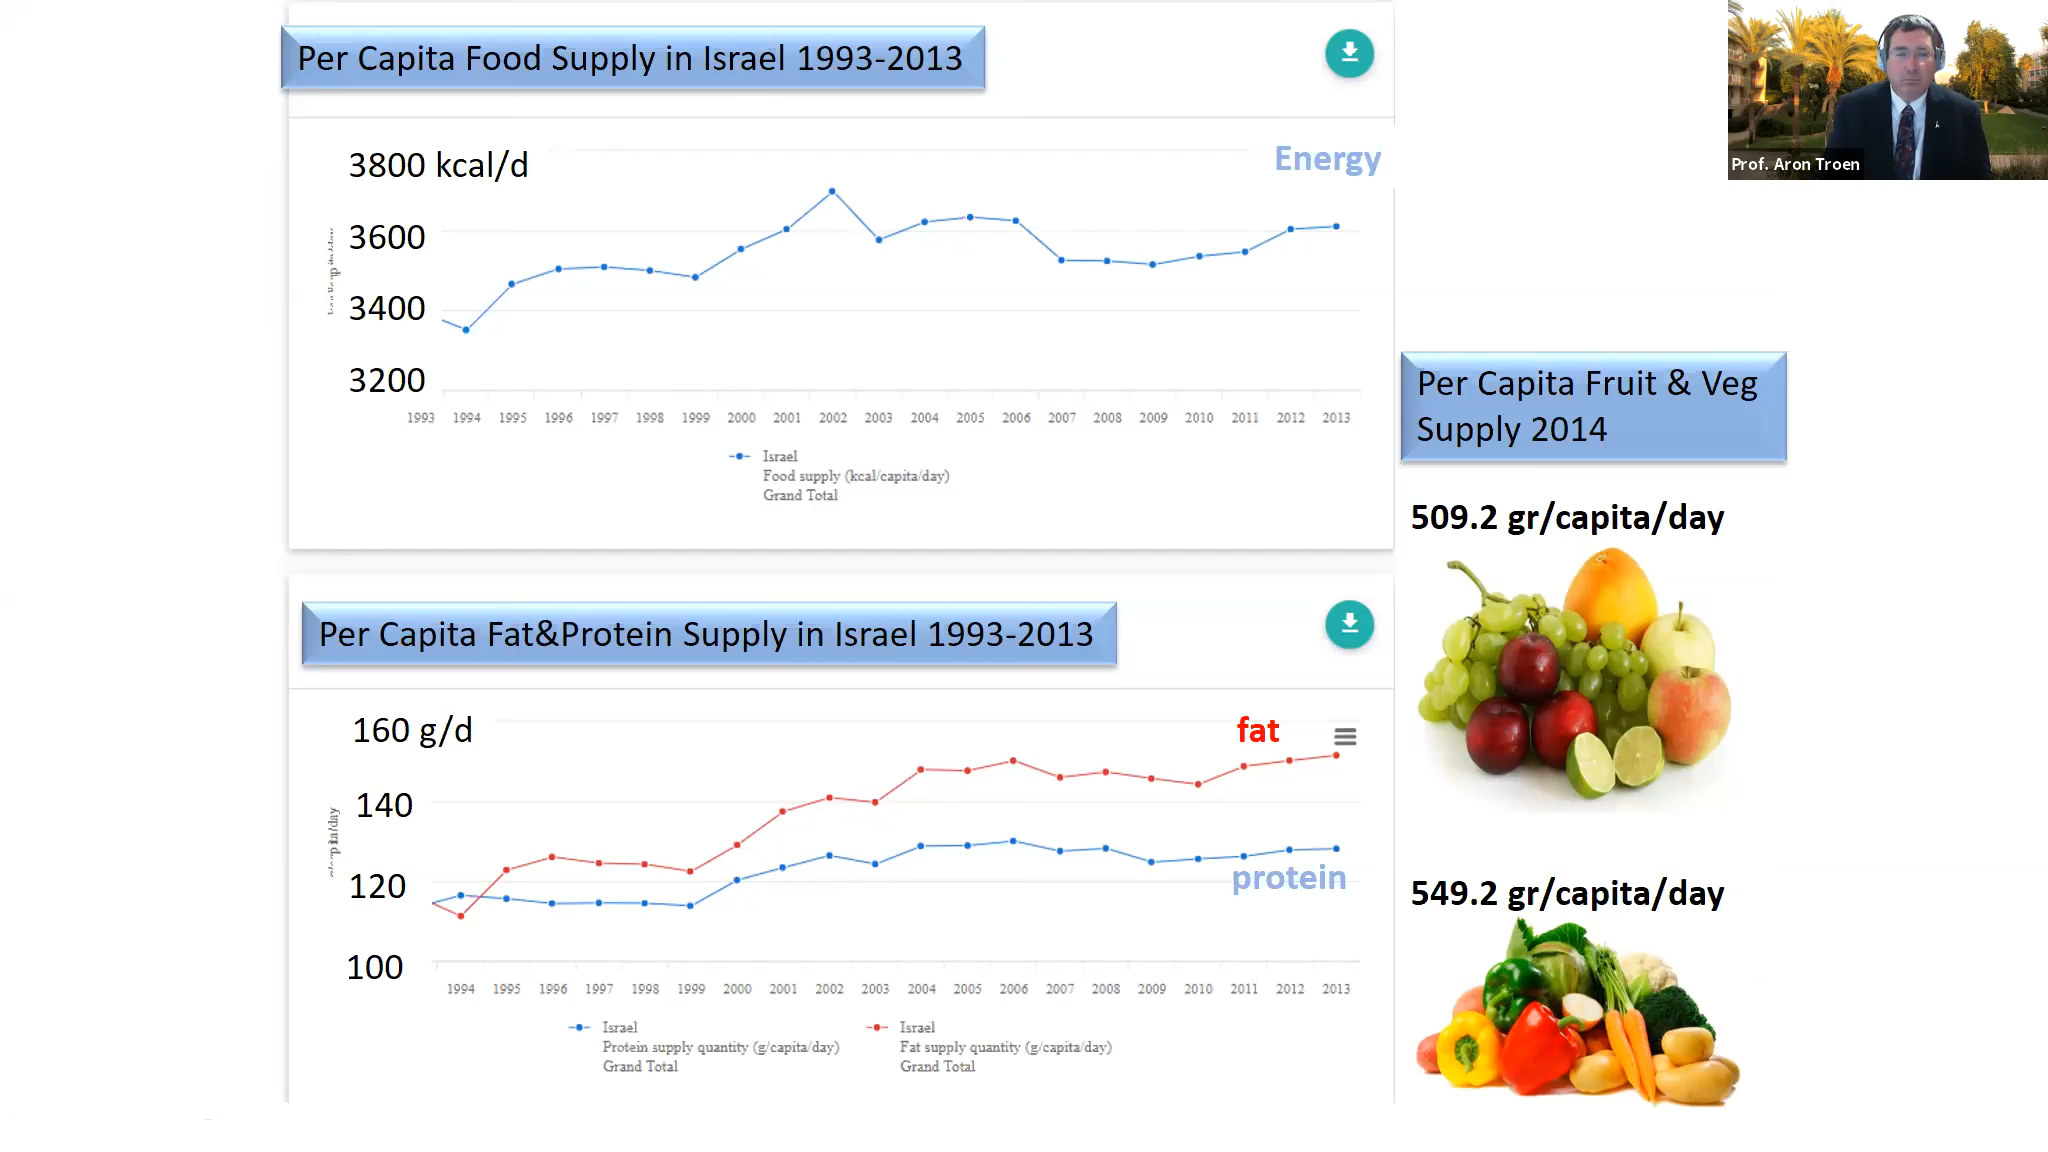 Per Capita Food Supply in Israel 1993-2013
3800 kcal/d
Energy
3600
3400
3200
1993 1994 1995 1996 1997 1998 1999 2000 2001 2002 2003 2004 2005 2006 2007 2008 2009 2010 2011 2012 2013
Israel
Food supply (kcal/capita/day)
Grand Total
Per Capita Fat&Protein Supply in Israel 1993-2013
160 g/d
fat
140
120
protein
100
1994 1995 1996 1997 1998 1999 2000 2001 2002 2003 2004 2005 2006 2007 2008 2009 2010 2011 2012 2013
Israel
Protein supply quantity (g/capita/day)
Grand Total
Israel
Fat supply quantity (g/capita/day)
Grand Total
Prof. Aron Troen
Per Capita Fruit & Veg
Supply 2014
509.2 gr/capita/day
549.2 gr/capita/day